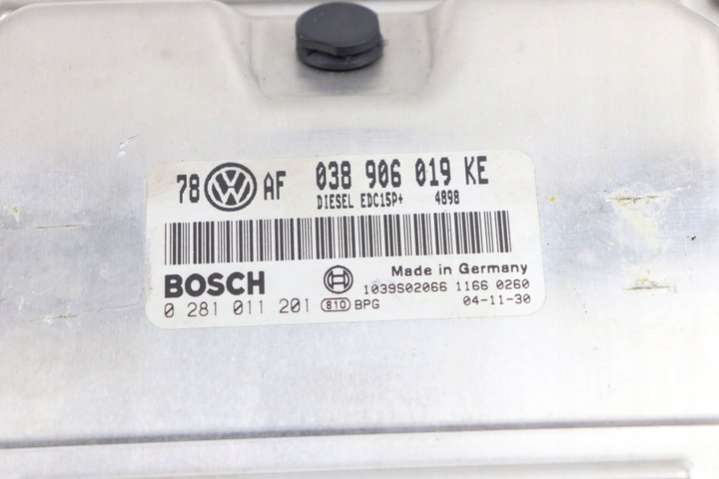 78 VW AF 038 906 019 KE
DIESEL EDC15P+ 4898
BOSCH Made in Germany
1039S02066 1166 0260
0 281 011 201 810 BPG 04-11-30